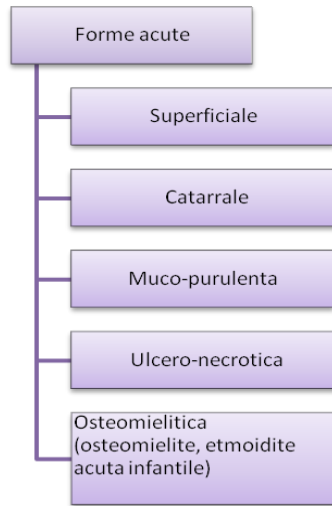 Forme acute
Superficiale
Catarrale
Muco-purulenta
Ulcero-necrotica
Osteomielitica
(osteomielite, etmoidite
acuta infantile)